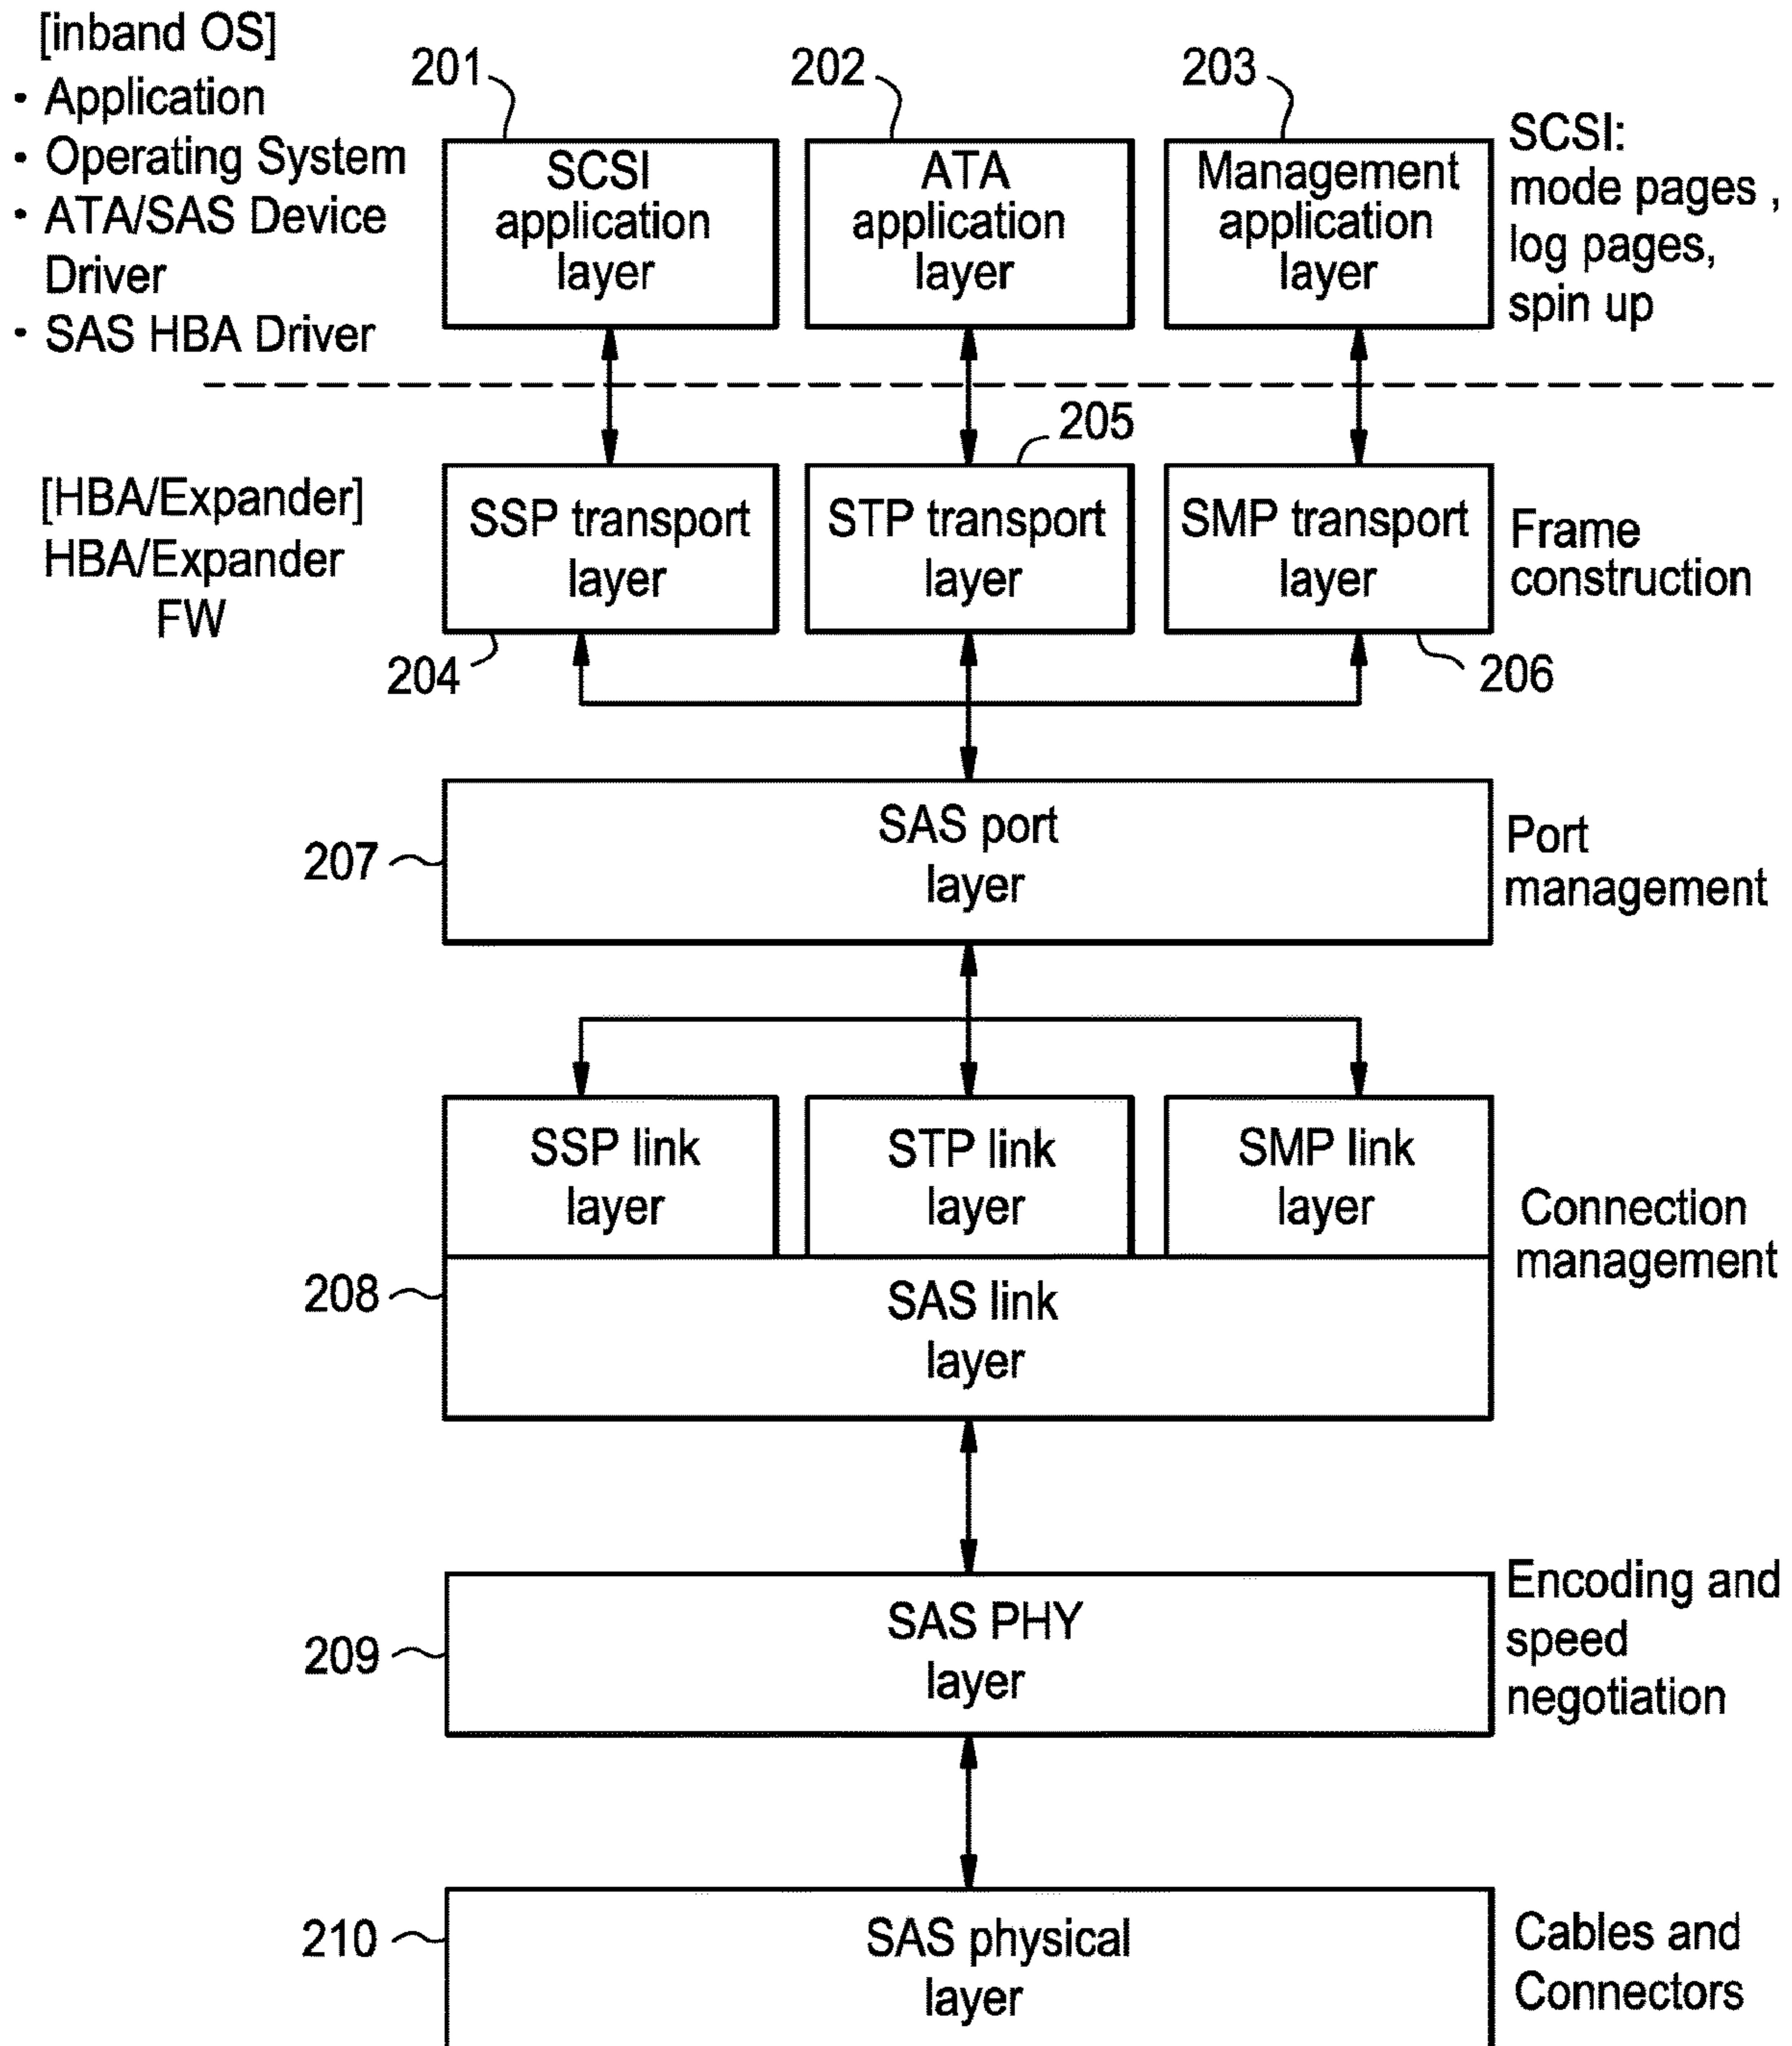 [inband OS]
· Application
· Operating System
· ATA/SAS Device
Driver
· SAS HBA Driver
201
202
203
SCSI
application
layer
ATA
application
layer
Management
application
layer
SCSI:
mode pages ,
log pages,
spin up
[HBA/Expander]
HBA/Expander
FW
205
SSP transport
layer
STP transport
layer
SMP transport
layer
Frame
construction
204
206
207
SAS port
layer
Port
management
SSP link
layer
STP link
layer
SMP link
layer
Connection
management
208
SAS link
layer
209
SAS PHY
layer
Encoding and
speed
negotiation
210
SAS physical
layer
Cables and
Connectors